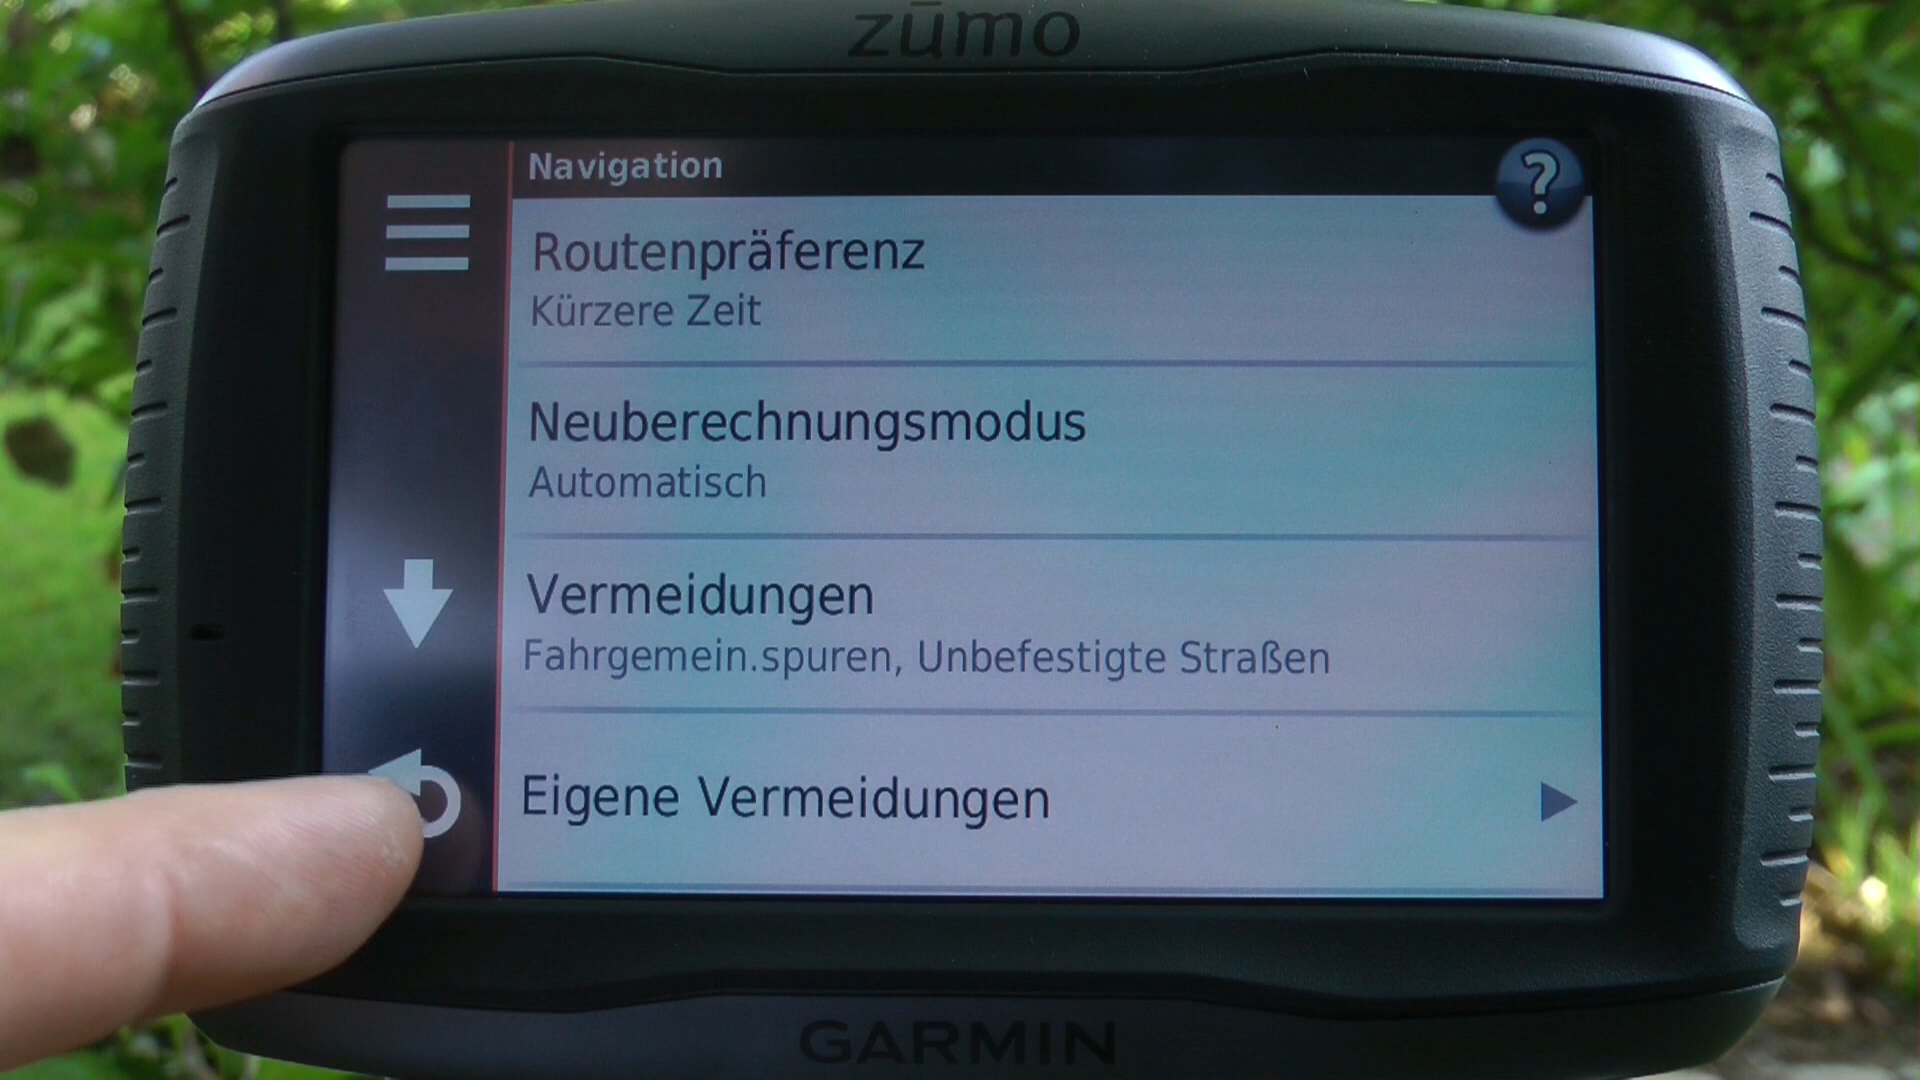 zūmo
Navigation
?
Routenpräferenz
Kürzere Zeit
Neuberechnungsmodus
Automatisch
Vermeidungen
Fahrgemein.spuren, Unbefestigte Straßen
Eigene Vermeidungen
GARMIN